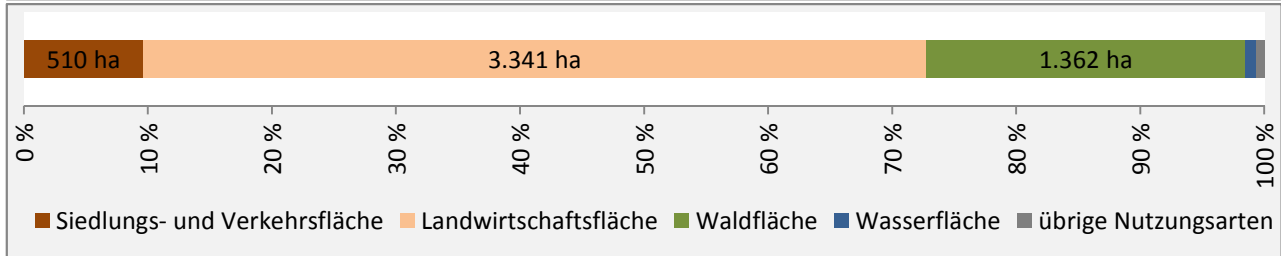 510 ha 3.341 ha 1.362 ha
0 % 10 % 20 % 30 % 40 % 50 % 60 % 70 % 80 % 90 % 100 %
Siedlungs- und Verkehrsfläche Landwirtschaftsfläche Waldfläche Wasserfläche übrige Nutzungsarten